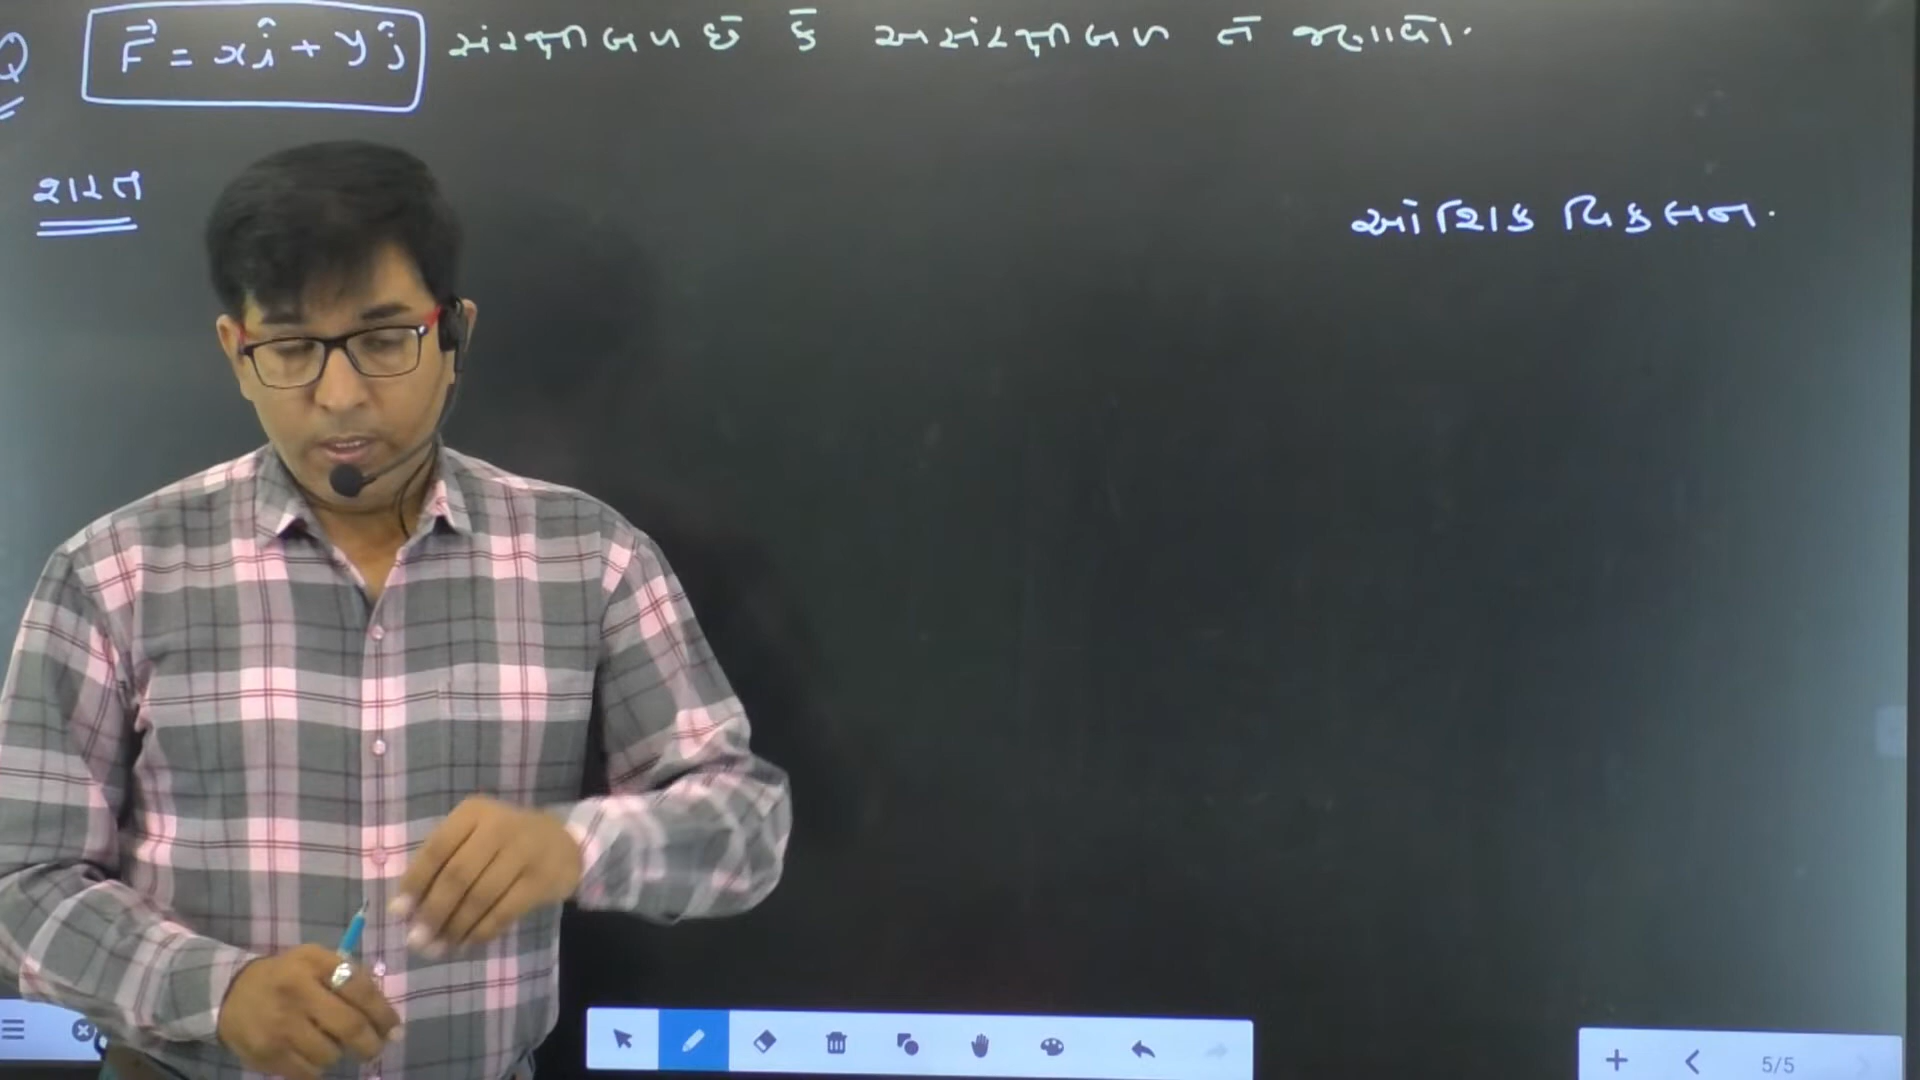 Q F⃗ = xî + yĵ સંરક્ષી બળ છે કે અસંરક્ષી બળ તે જણાવો.
શરત
આંશિક વિકલન.
5/5